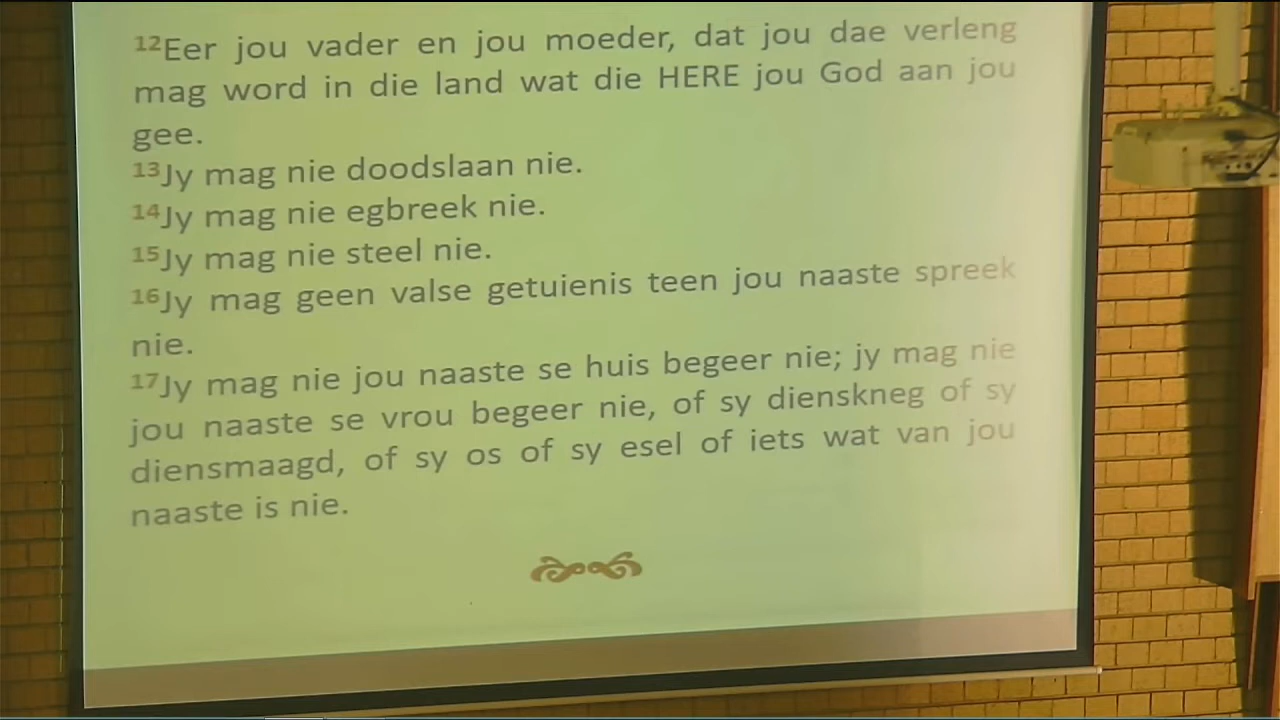 12Eer jou vader en jou moeder, dat jou dae verleng
mag word in die land wat die HERE jou God aan jou
gee.
13Jy mag nie doodslaan nie.
14Jy mag nie egbreek nie.
15Jy mag nie steel nie.
16Jy mag geen valse getuienis teen jou naaste spreek
nie.
17Jy mag nie jou naaste se huis begeer nie; jy mag nie
jou naaste se vrou begeer nie, of sy dienskneg of sy
diensmaagd, of sy os of sy esel of iets wat van jou
naaste is nie.